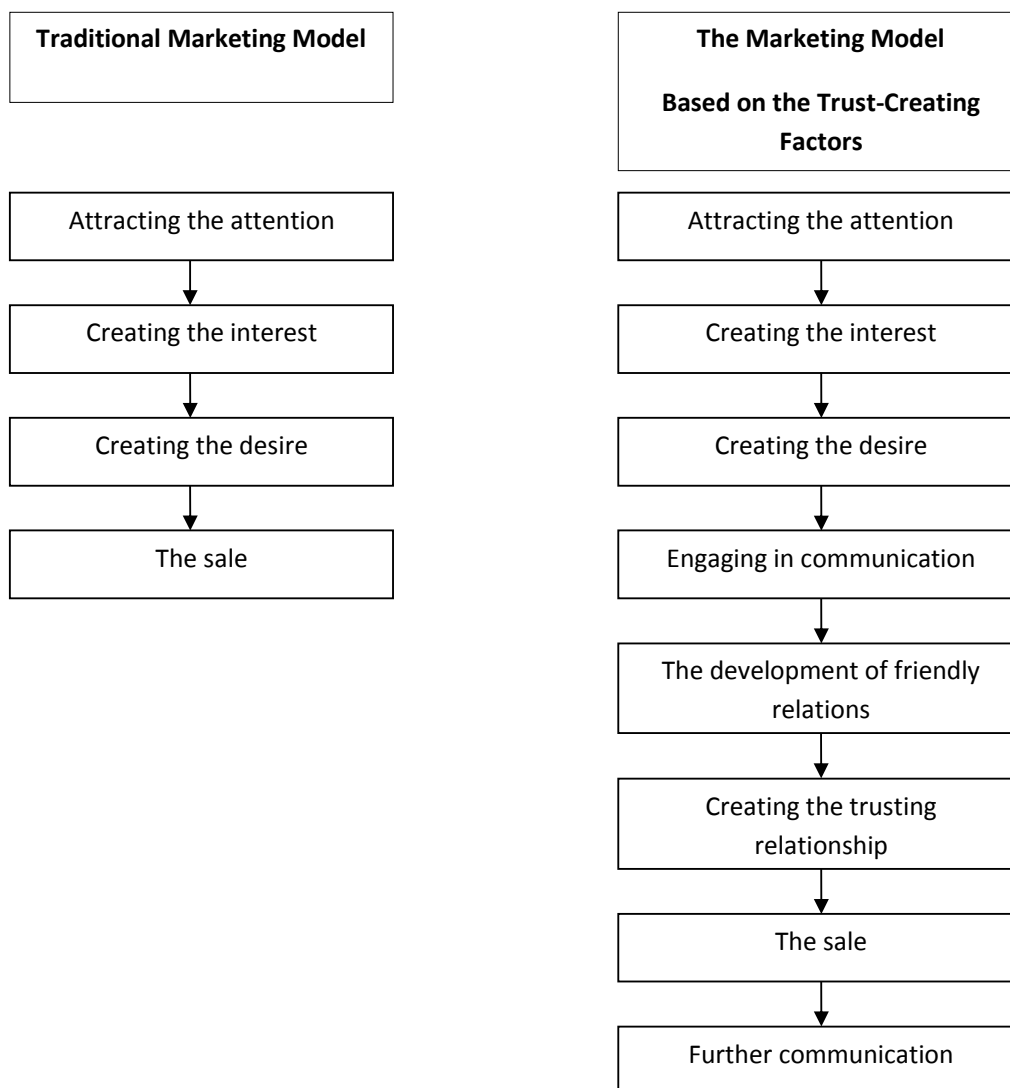 Traditional Marketing Model
Attracting the attention
Creating the interest
Creating the desire
The sale
The Marketing Model
Based on the Trust-Creating
Factors
Attracting the attention
Creating the interest
Creating the desire
Engaging in communication
The development of friendly
relations
Creating the trusting
relationship
The sale
Further communication